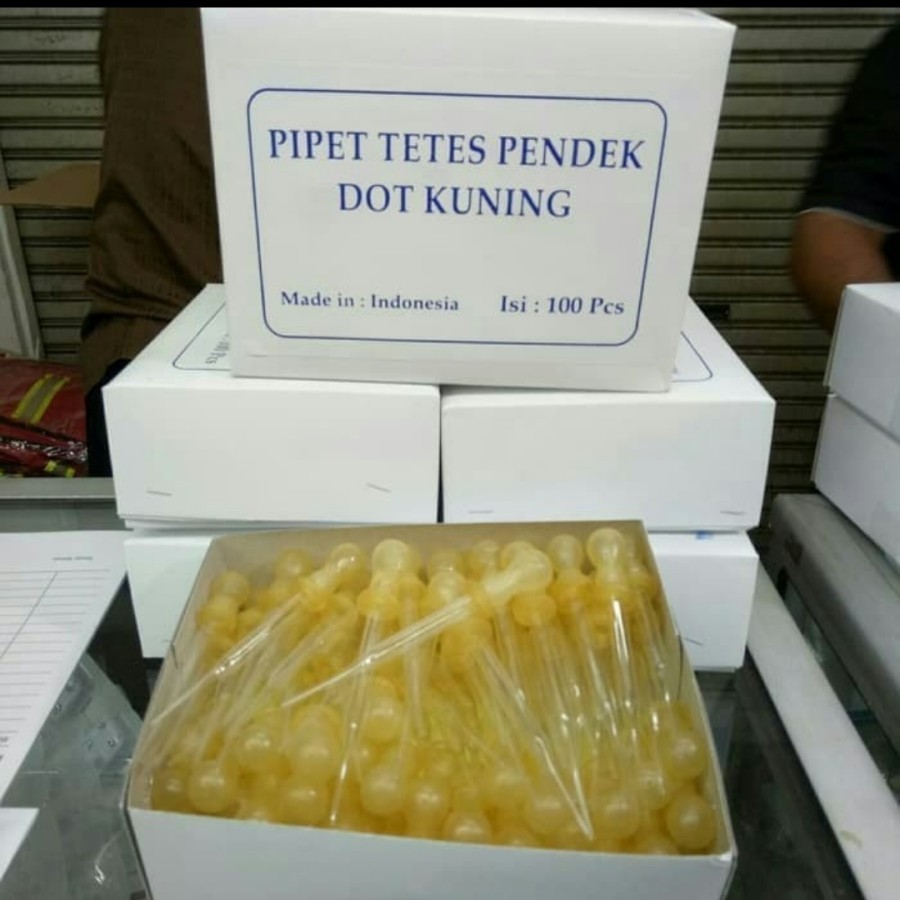 PIPET TETES PENDEK
DOT KUNING
Made in : Indonesia Isi : 100 Pcs